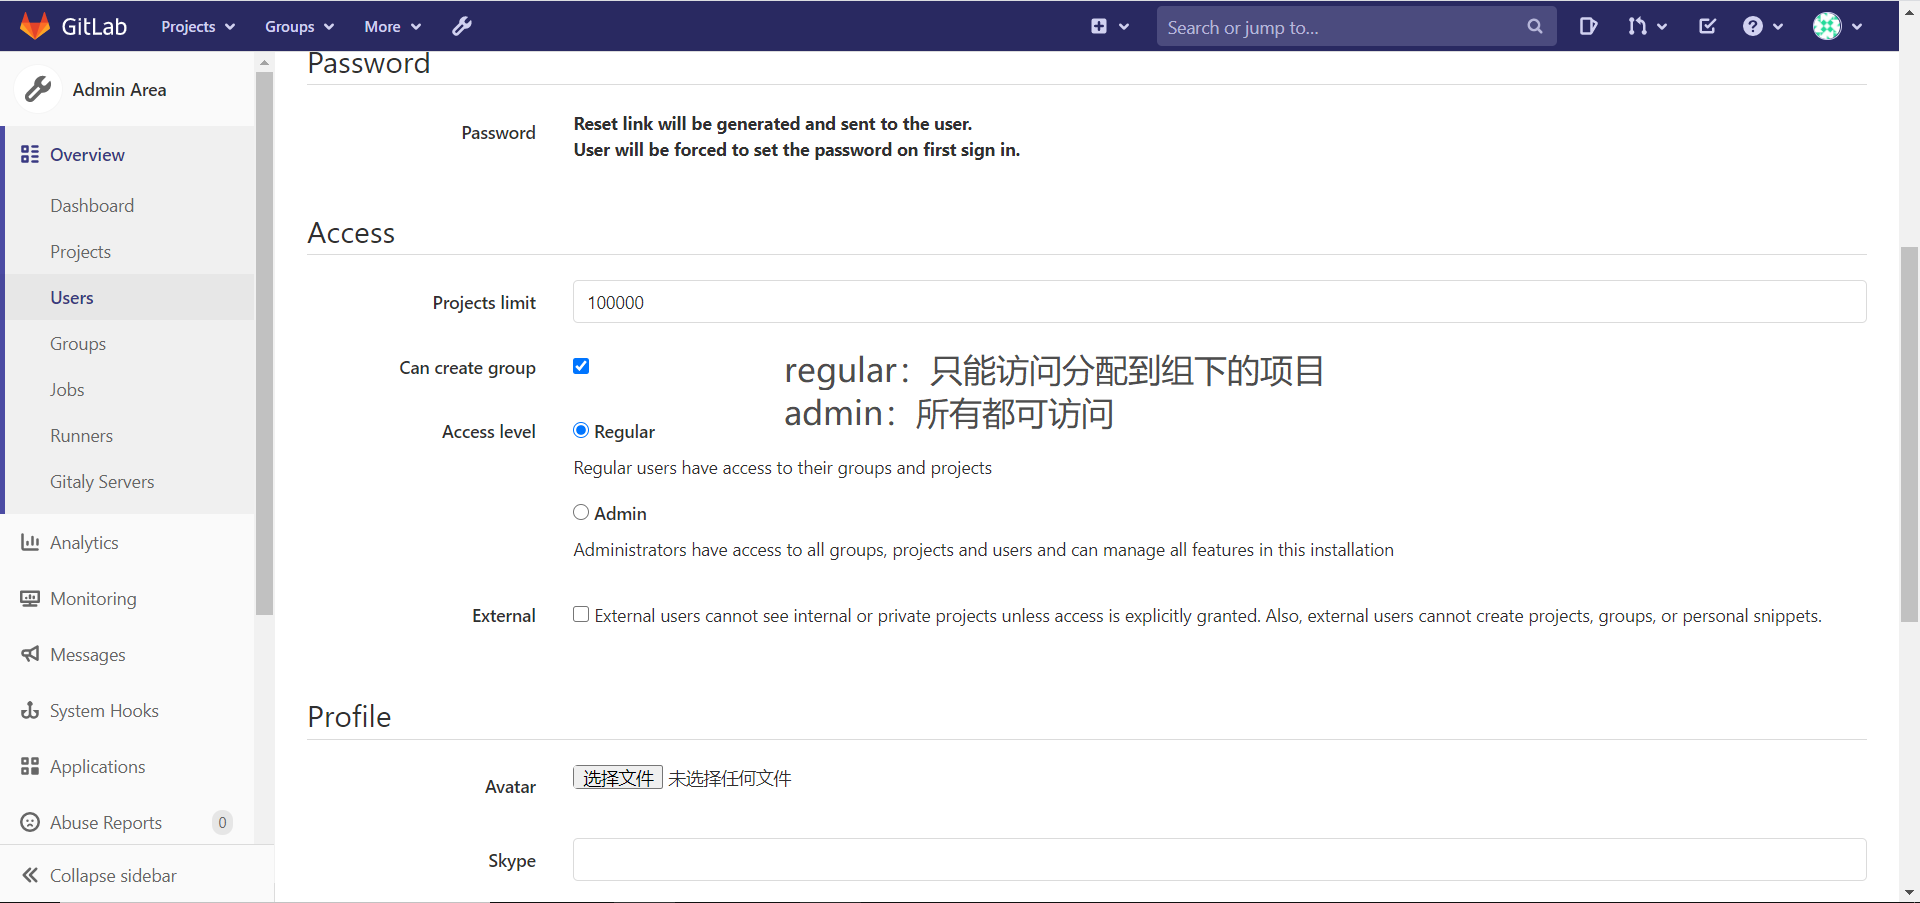 GitLab Projects Groups More Search or jump to...
Admin Area
Overview
Dashboard
Projects
Users
Groups
Jobs
Runners
Gitaly Servers
Analytics
Monitoring
Messages
System Hooks
Applications
Abuse Reports 0
Collapse sidebar
Password
Password Reset link will be generated and sent to the user.
User will be forced to set the password on first sign in.
Access
Projects limit 100000
Can create group
regular：只能访问分配到组下的项目
admin：所有都可访问
Access level Regular
Regular users have access to their groups and projects
Admin
Administrators have access to all groups, projects and users and can manage all features in this installation
External External users cannot see internal or private projects unless access is explicitly granted. Also, external users cannot create projects, groups, or personal snippets.
Profile
Avatar 选择文件 未选择任何文件
Skype